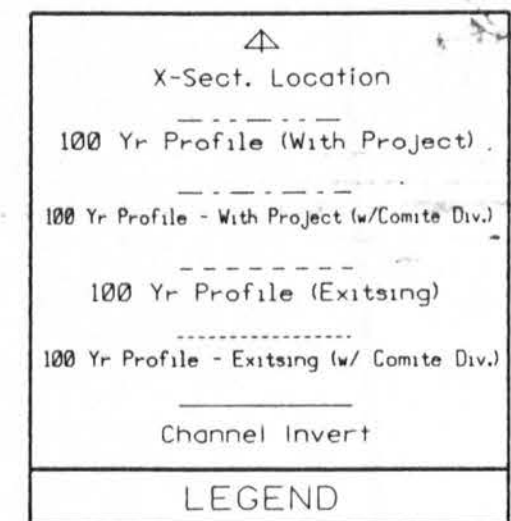 X-Sect. Location
100 Yr Profile (With Project)
100 Yr Profile - With Project (w/Comite Div.)
100 Yr Profile (Exitsing)
100 Yr Profile - Exitsing (w/ Comite Div.)
Channel Invert
LEGEND